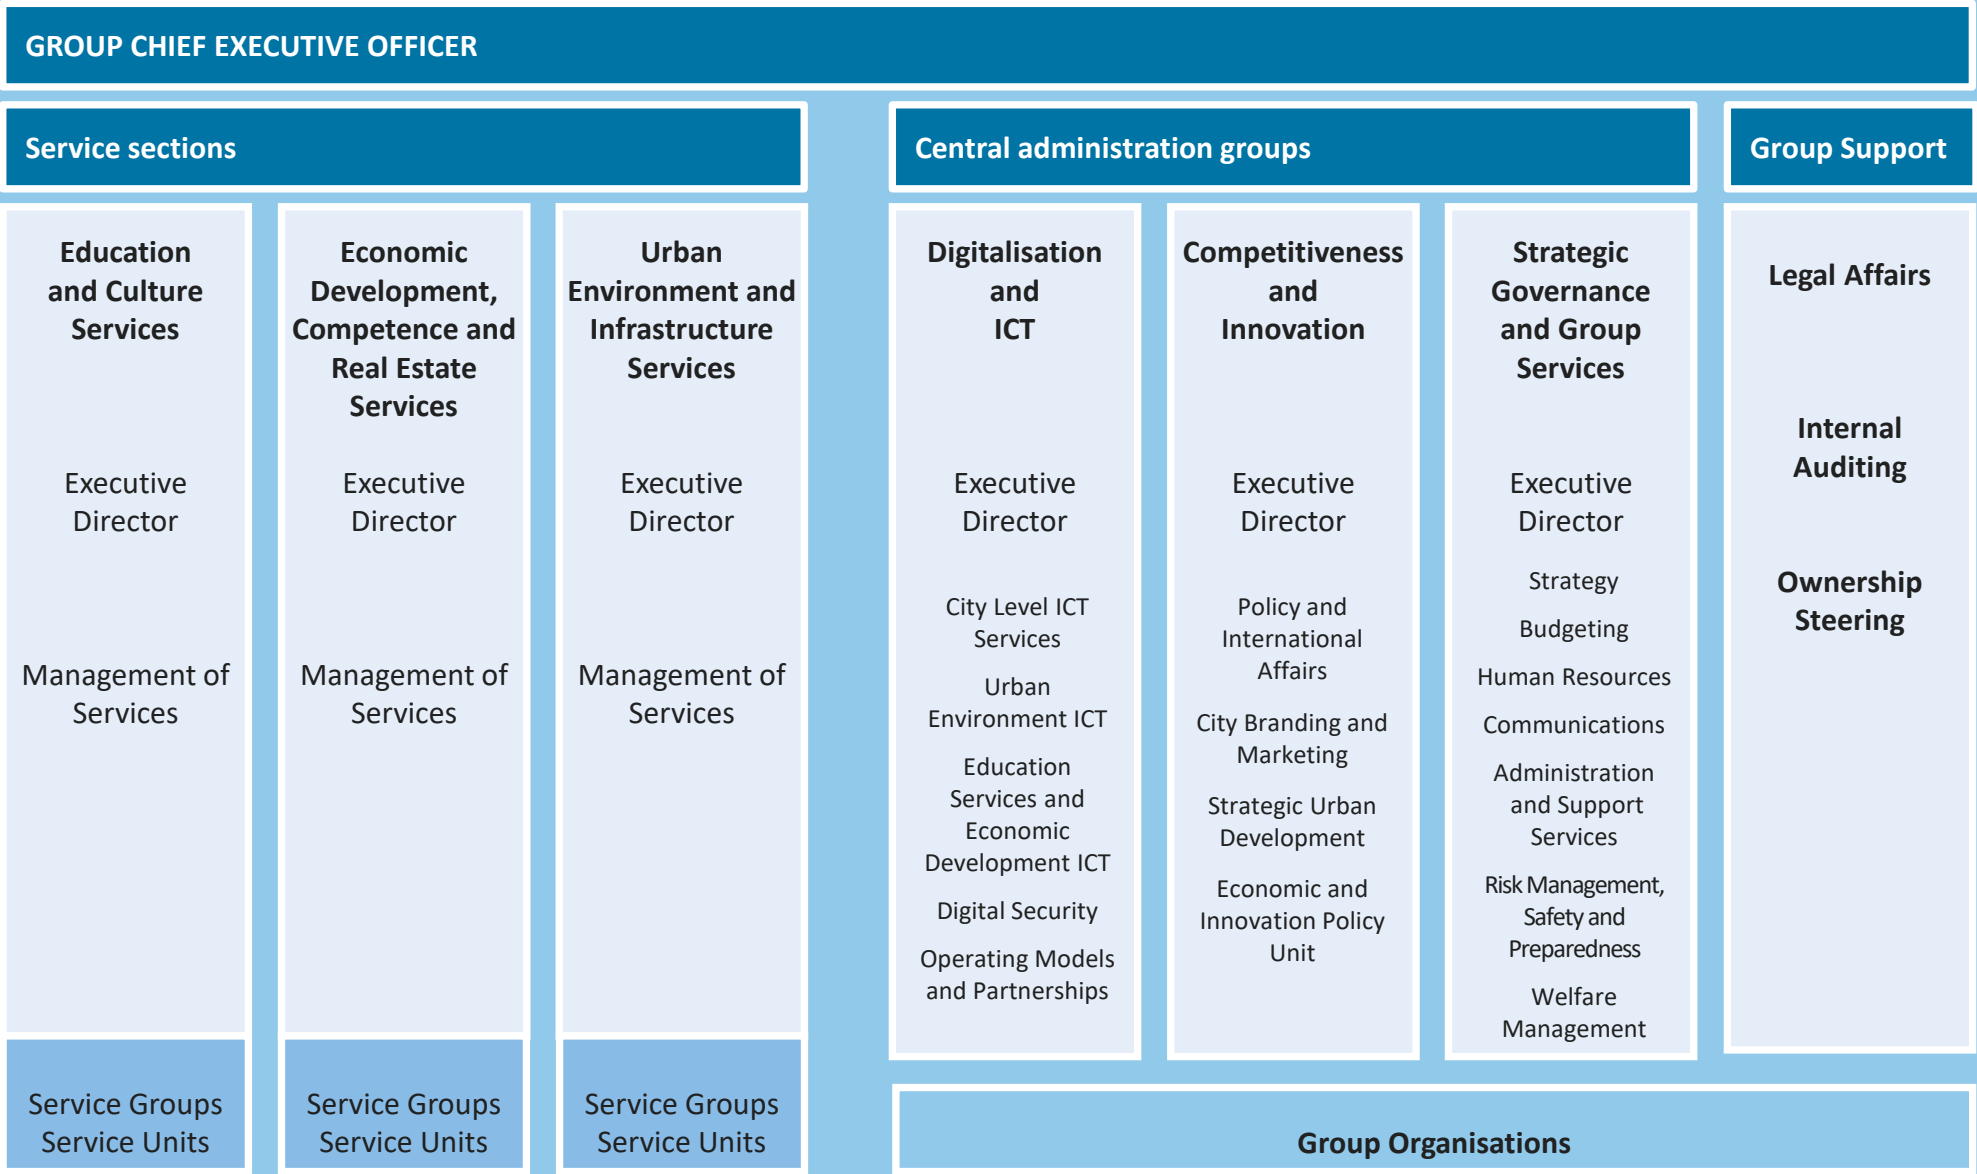 GROUP CHIEF EXECUTIVE OFFICER
Service sections
Education
and Culture
Services
Executive
Director
Management of
Services
Service Groups
Service Units
Economic
Development,
Competence and
Real Estate
Services
Executive
Director
Management of
Services
Service Groups
Service Units
Urban
Environment and
Infrastructure
Services
Executive
Director
Management of
Services
Service Groups
Service Units
Central administration groups
Digitalisation
and
ICT
Executive
Director
City Level ICT
Services
Urban
Environment ICT
Education
Services and
Economic
Development ICT
Digital Security
Operating Models
and Partnerships
Competitiveness
and
Innovation
Executive
Director
Policy and
International
Affairs
City Branding and
Marketing
Strategic Urban
Development
Economic and
Innovation Policy
Unit
Strategic
Governance
and Group
Services
Executive
Director
Strategy
Budgeting
Human Resources
Communications
Administration
and Support
Services
Risk Management,
Safety and
Preparedness
Welfare
Management
Group Support
Legal Affairs
Internal
Auditing
Ownership
Steering
Group Organisations